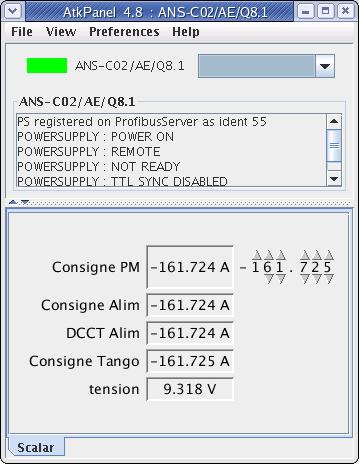 AtkPanel 4.8 : ANS-C02/AE/Q8.1
File View Preferences Help
ANS-C02/AE/Q8.1
ANS-C02/AE/Q8.1
PS registered on ProfibusServer as ident 55
POWERSUPPLY : POWER ON
POWERSUPPLY : REMOTE
POWERSUPPLY : NOT READY
POWERSUPPLY : TTL SYNC DISABLED
Consigne PM -161.724 A -161.725
Consigne Alim -161.724 A
DCCT Alim -161.724 A
Consigne Tango -161.725 A
tension 9.318 V
Scalar